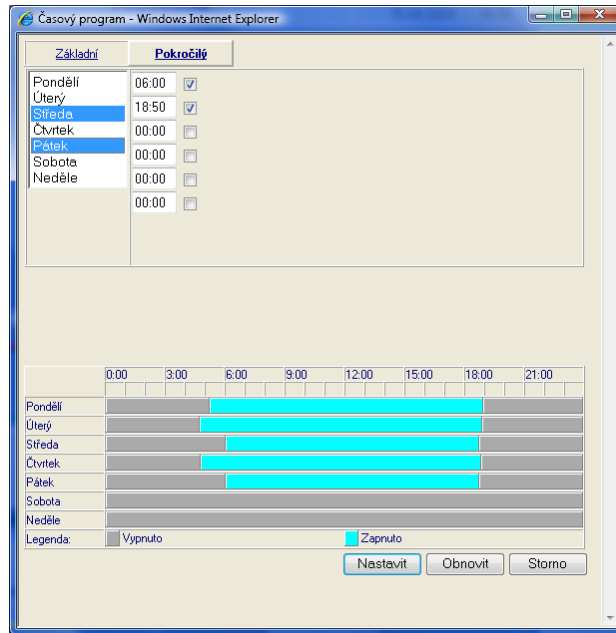 Časový program - Windows Internet Explorer
Základní Pokročilý
Pondělí 06:00
Úterý
Středa 18:50
Čtvrtek 00:00
Pátek 00:00
Sobota
Neděle 00:00
00:00
0:00 3:00 6:00 9:00 12:00 15:00 18:00 21:00
Pondělí
Úterý
Středa
Čtvrtek
Pátek
Sobota
Neděle
Legenda: Vypnuto Zapnuto
Nastavit Obnovit Storno